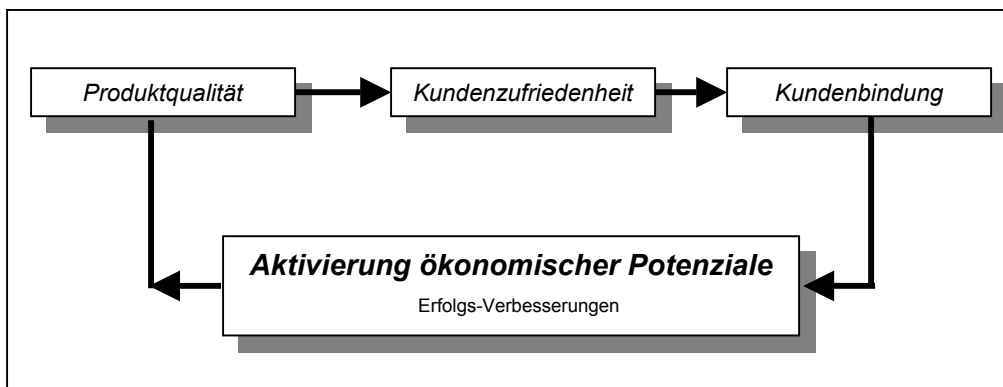 Produktqualität
Kundenzufriedenheit
Kundenbindung
Aktivierung ökonomischer Potenziale
Erfolgs-Verbesserungen